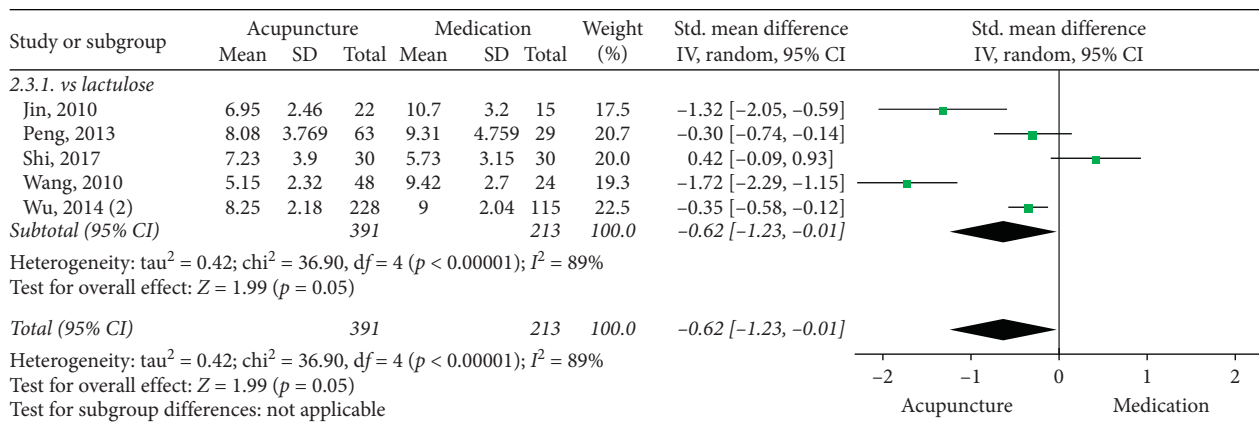 Study or subgroup Acupuncture Medication Weight Std. mean difference Std. mean difference
Mean SD Total Mean SD Total (%) IV, random, 95% CI IV, random, 95% CI
2.3.1. vs lactulose
Jin, 2010 6.95 2.46 22 10.7 3.2 15 17.5 –1.32 [–2.05, –0.59]
Peng, 2013 8.08 3.769 63 9.31 4.759 29 20.7 –0.30 [–0.74, –0.14]
Shi, 2017 7.23 3.9 30 5.73 3.15 30 20.0 0.42 [–0.09, 0.93]
Wang, 2010 5.15 2.32 48 9.42 2.7 24 19.3 –1.72 [–2.29, –1.15]
Wu, 2014 (2) 8.25 2.18 228 9 2.04 115 22.5 –0.35 [–0.58, –0.12]
Subtotal (95% CI) 391 213 100.0 –0.62 [–1.23, –0.01]
Heterogeneity: tau² = 0.42; chi² = 36.90, df = 4 (p < 0.00001); I² = 89%
Test for overall effect: Z = 1.99 (p = 0.05)
Total (95% CI) 391 213 100.0 –0.62 [–1.23, –0.01]
Heterogeneity: tau² = 0.42; chi² = 36.90, df = 4 (p < 0.00001); I² = 89%
Test for overall effect: Z = 1.99 (p = 0.05)
Test for subgroup differences: not applicable
–2 –1 0 1 2
Acupuncture Medication